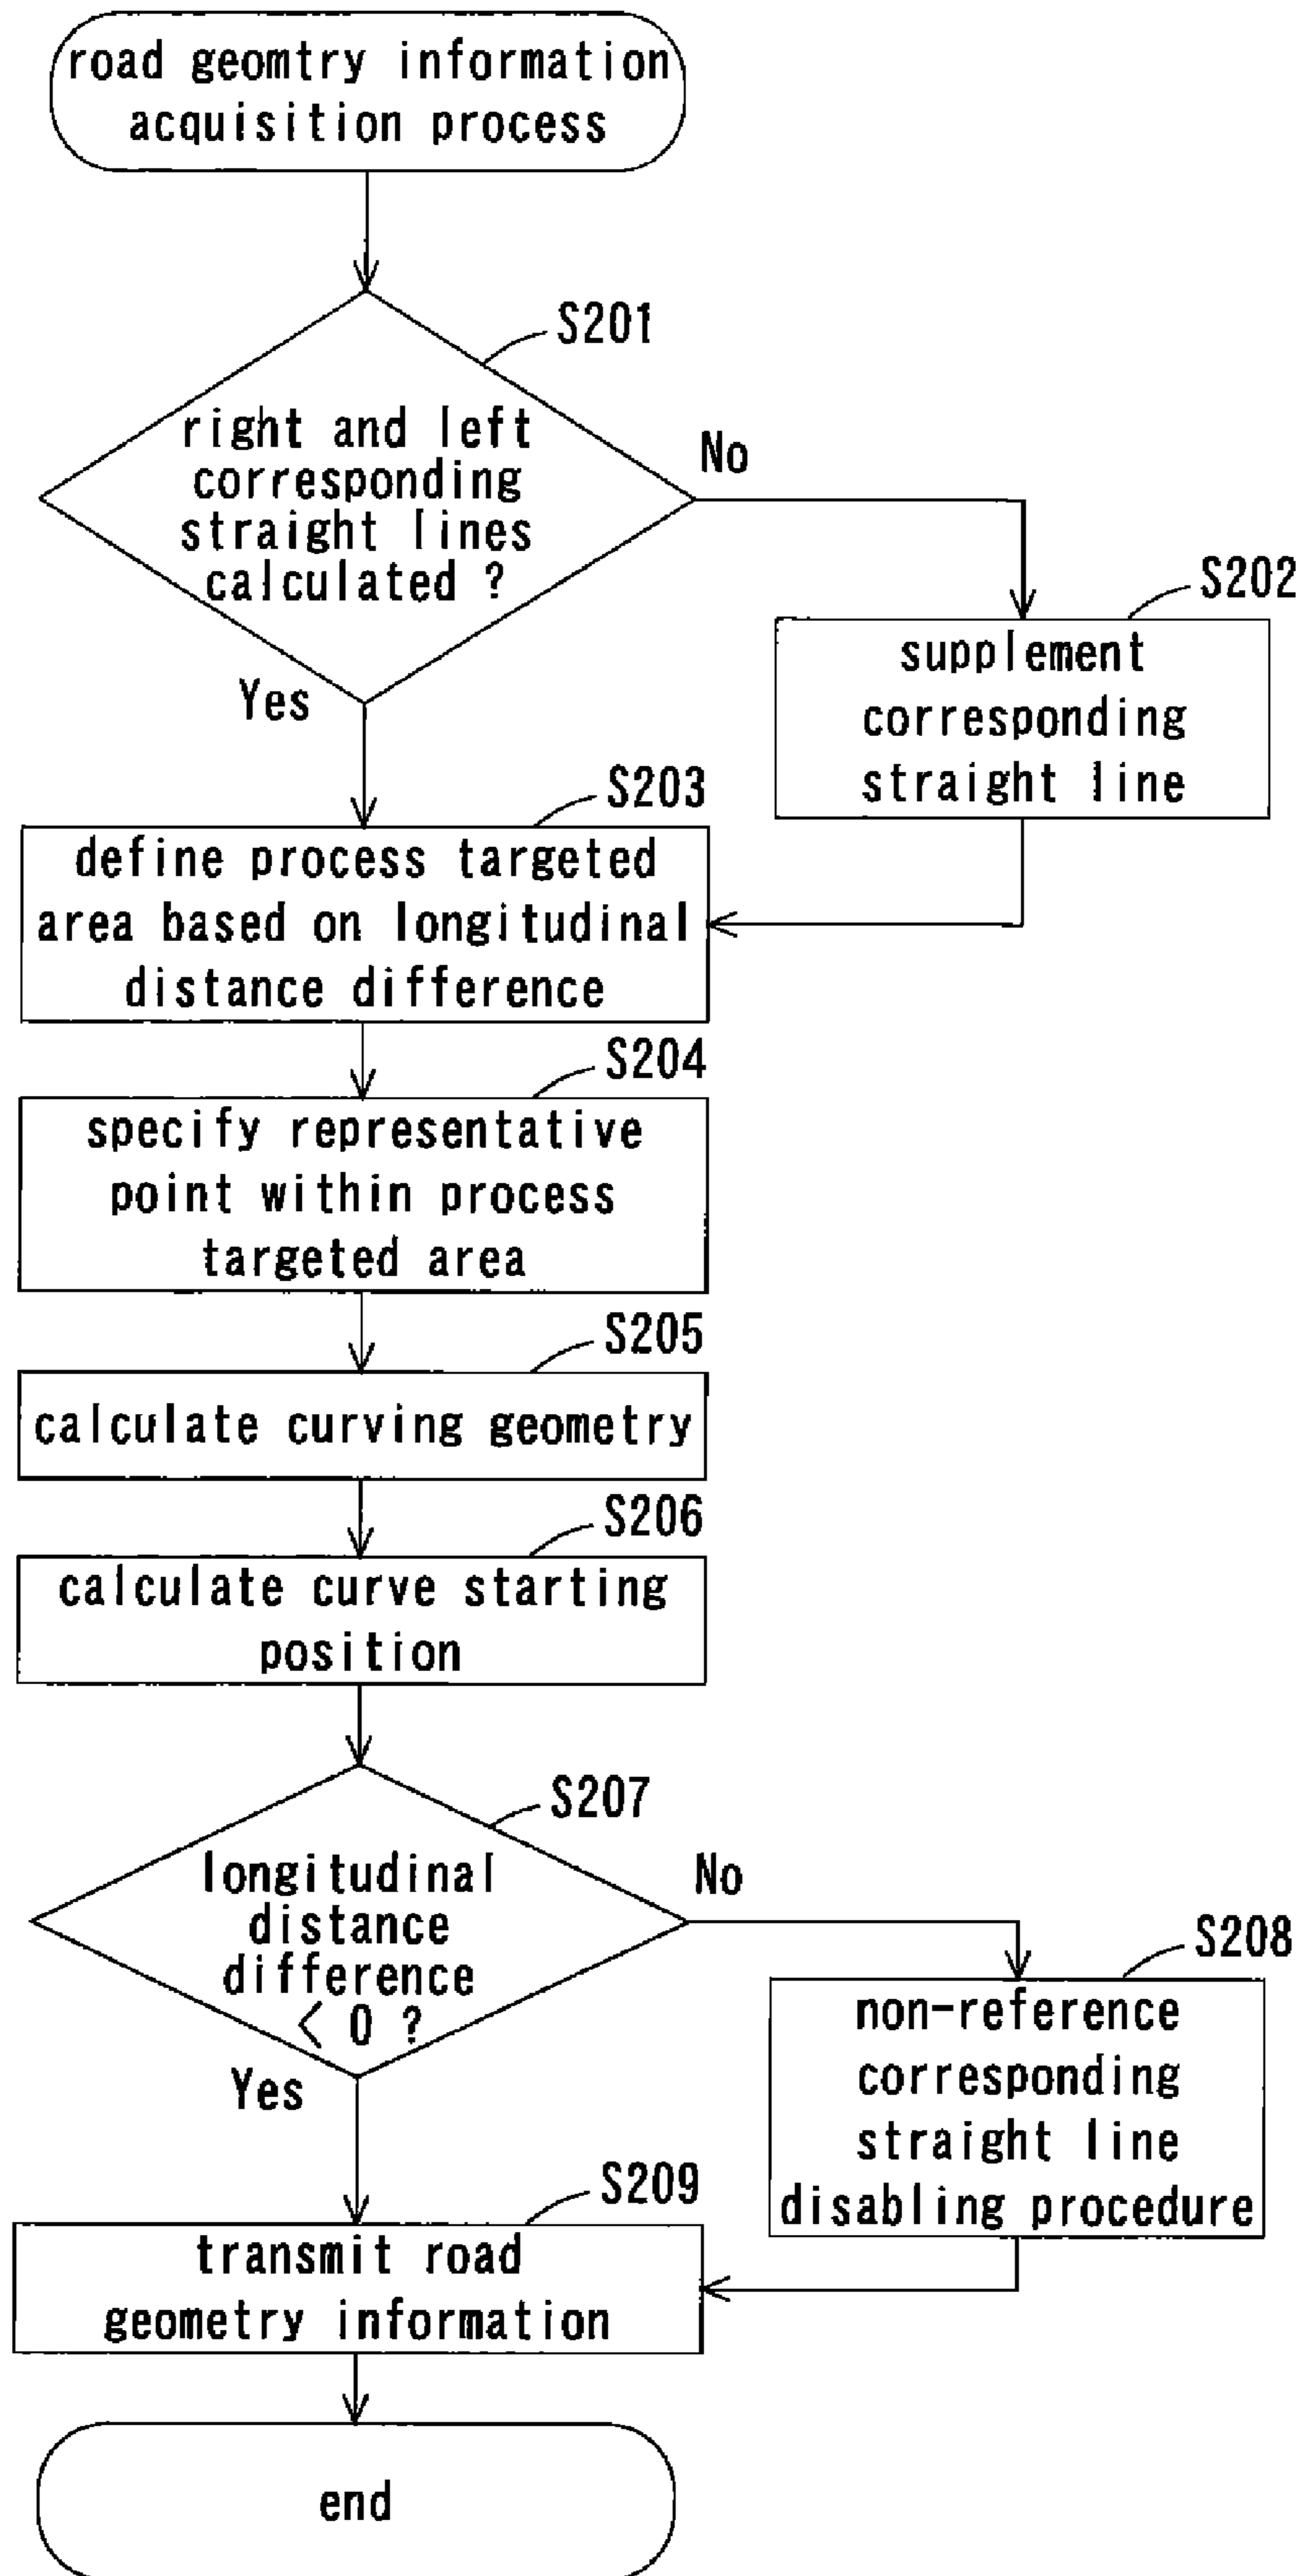 road geomtry information
acquisition process
S201
right and left
corresponding
straight lines
calculated ?
No
Yes
S202
supplement
corresponding
straight line
S203
define process targeted
area based on longitudinal
distance difference
S204
specify representative
point within process
targeted area
S205
calculate curving geometry
S206
calculate curve starting
position
S207
longitudinal
distance
difference
< 0 ?
No
Yes
S208
non-reference
corresponding
straight line
disabling procedure
S209
transmit road
geometry information
end